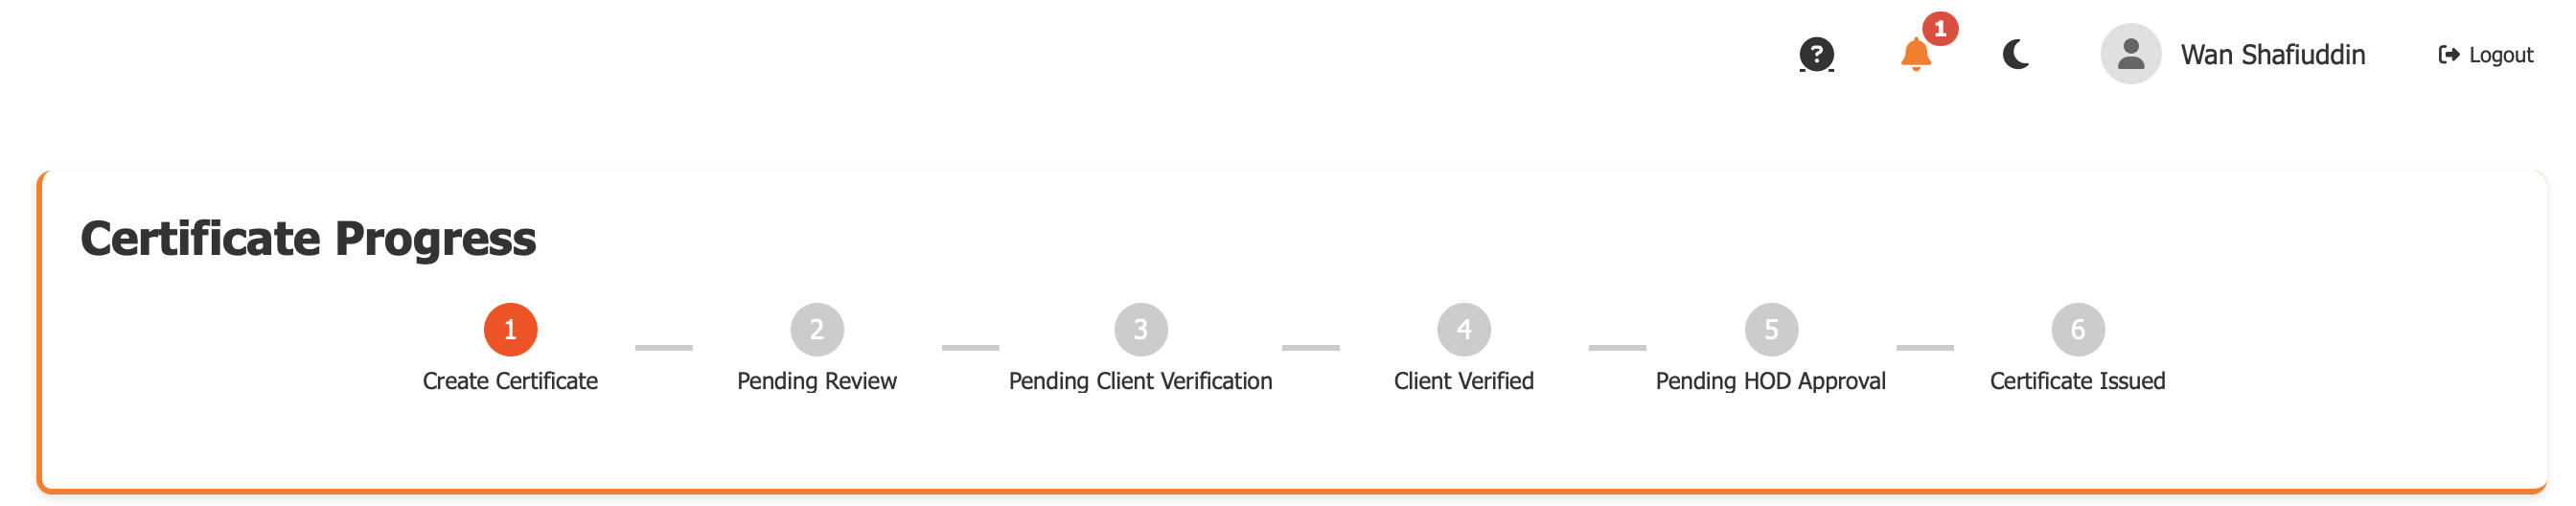 ?
1
Wan Shafiuddin
Logout
Certificate Progress
1
2
3
4
5
6
Create Certificate
Pending Review
Pending Client Verification
Client Verified
Pending HOD Approval
Certificate Issued